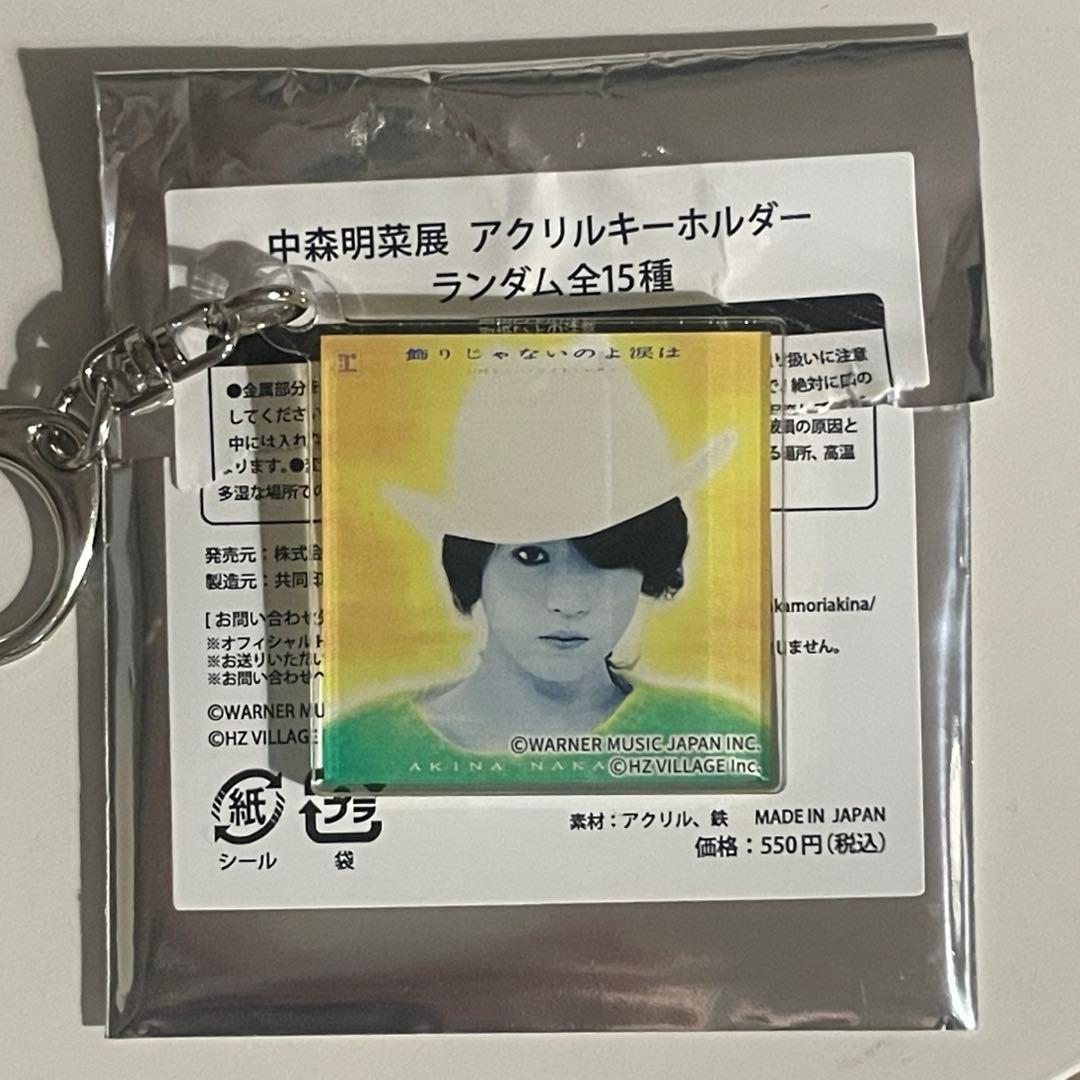 中森明菜展 アクリルキーホルダー
ランダム全15種
飾りじゃないのよ涙は
●金属部分
り扱いに注意
してくださ
絶対に口の
中には入れ
破損の原因と
ります。●
場所、高温
多湿な場所での
発売元：株式
製造元：共同印
[ お問い合わせ
kamoriakina/
※オフィシャル
しません。
※お送りいただい
※お問い合わせ
©WARNER MU
©HZ VILLAGE
©WARNER MUSIC JAPAN INC.
AKINA NAKA
©HZ VILLAGE Inc.
紙
プラ
シール
袋
素材：アクリル、鉄 MADE IN JAPAN
価格：550円（税込）